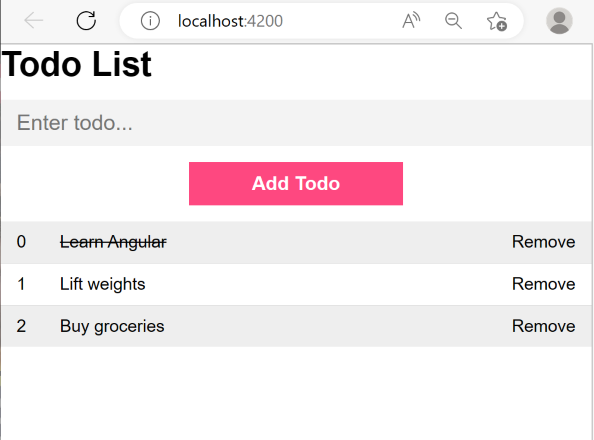 localhost:4200
Todo List
Enter todo...
Add Todo
0 Learn Angular Remove
1 Lift weights Remove
2 Buy groceries Remove